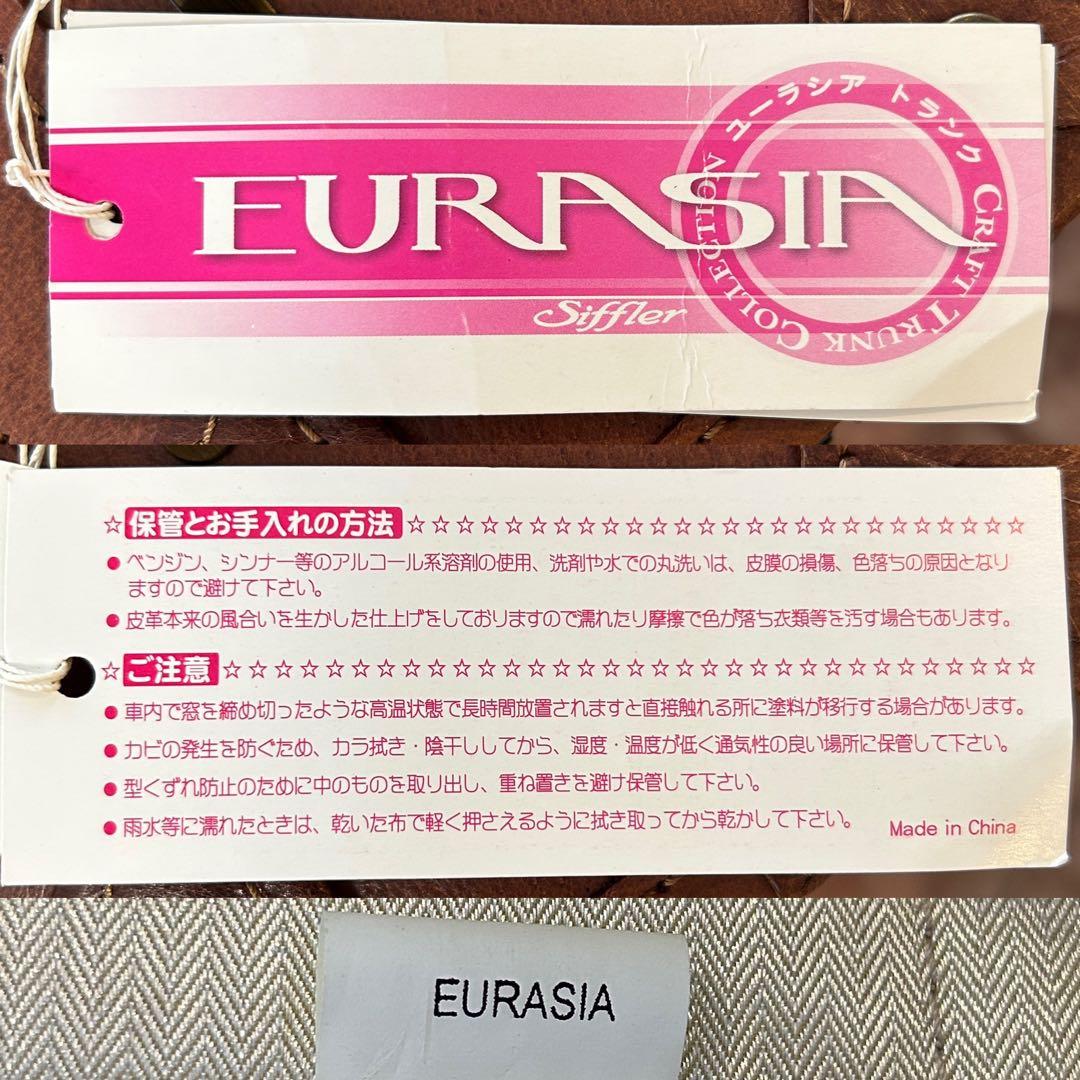 ユーラシア トランク
EURASIA
CRAFT TRUNK COLLECTION
Siffler
☆保管とお手入れの方法☆☆☆☆☆☆☆☆☆☆☆☆☆☆☆☆☆☆☆☆☆☆☆☆☆☆
● ベンジン、シンナー等のアルコール系溶剤の使用、洗剤や水での丸洗いは、皮膜の損傷、色落ちの原因となり
ますので避けて下さい。
● 皮革本来の風合いを生かした仕上げをしておりますので濡れたり摩擦で色が落ち衣類等を汚す場合もあります。
☆ご注意☆☆☆☆☆☆☆☆☆☆☆☆☆☆☆☆☆☆☆☆☆☆☆☆☆☆☆☆☆☆☆☆☆☆
● 車内で窓を締め切ったような高温状態で長時間放置されますと直接触れる所に塗料が移行する場合があります。
● カビの発生を防ぐため、カラ拭き・陰干ししてから、湿度・温度が低く通気性の良い場所に保管して下さい。
● 型くずれ防止のために中のものを取り出し、重ね置きを避け保管して下さい。
● 雨水等に濡れたときは、乾いた布で軽く押さえるように拭き取ってから乾かして下さい。
Made in China
EURASIA